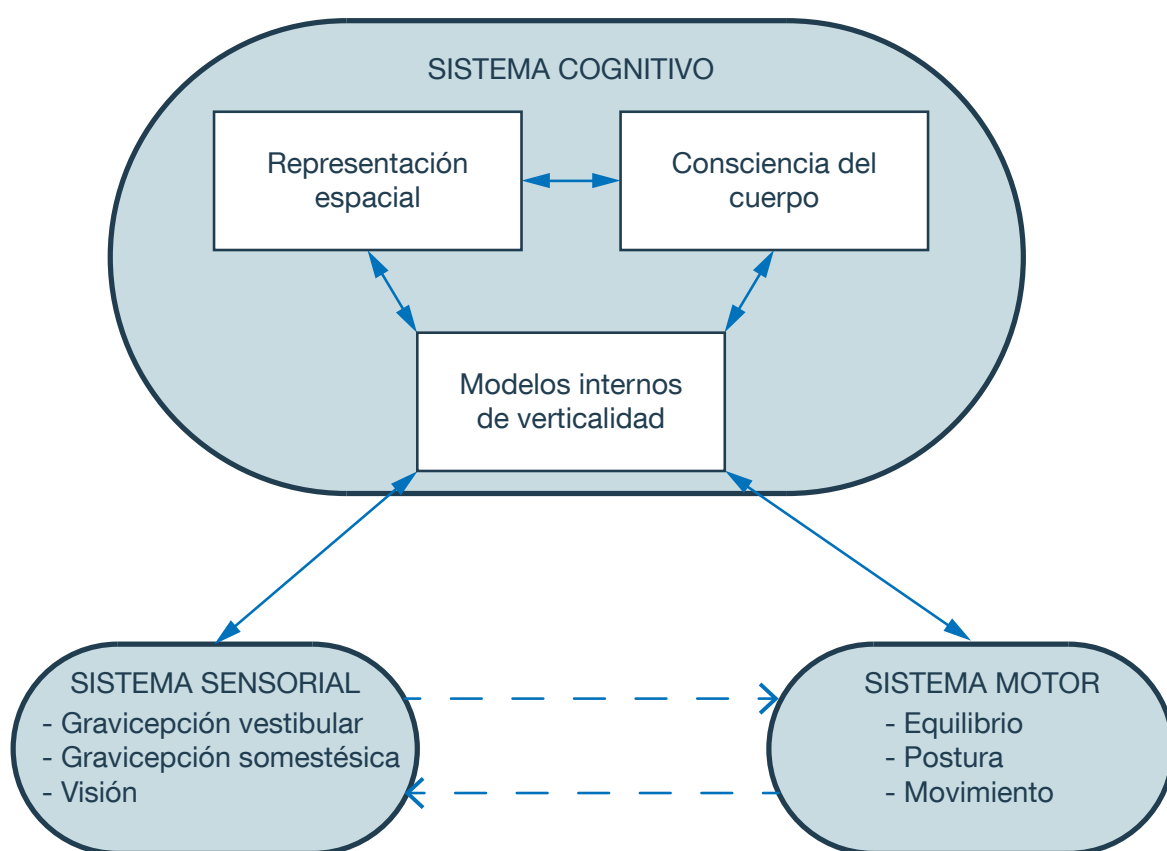 SISTEMA COGNITIVO
Representación
espacial
Consciencia del
cuerpo
Modelos internos
de verticalidad
SISTEMA SENSORIAL
- Gravicepción vestibular
- Gravicepción somestésica
- Visión
SISTEMA MOTOR
- Equilibrio
- Postura
- Movimiento